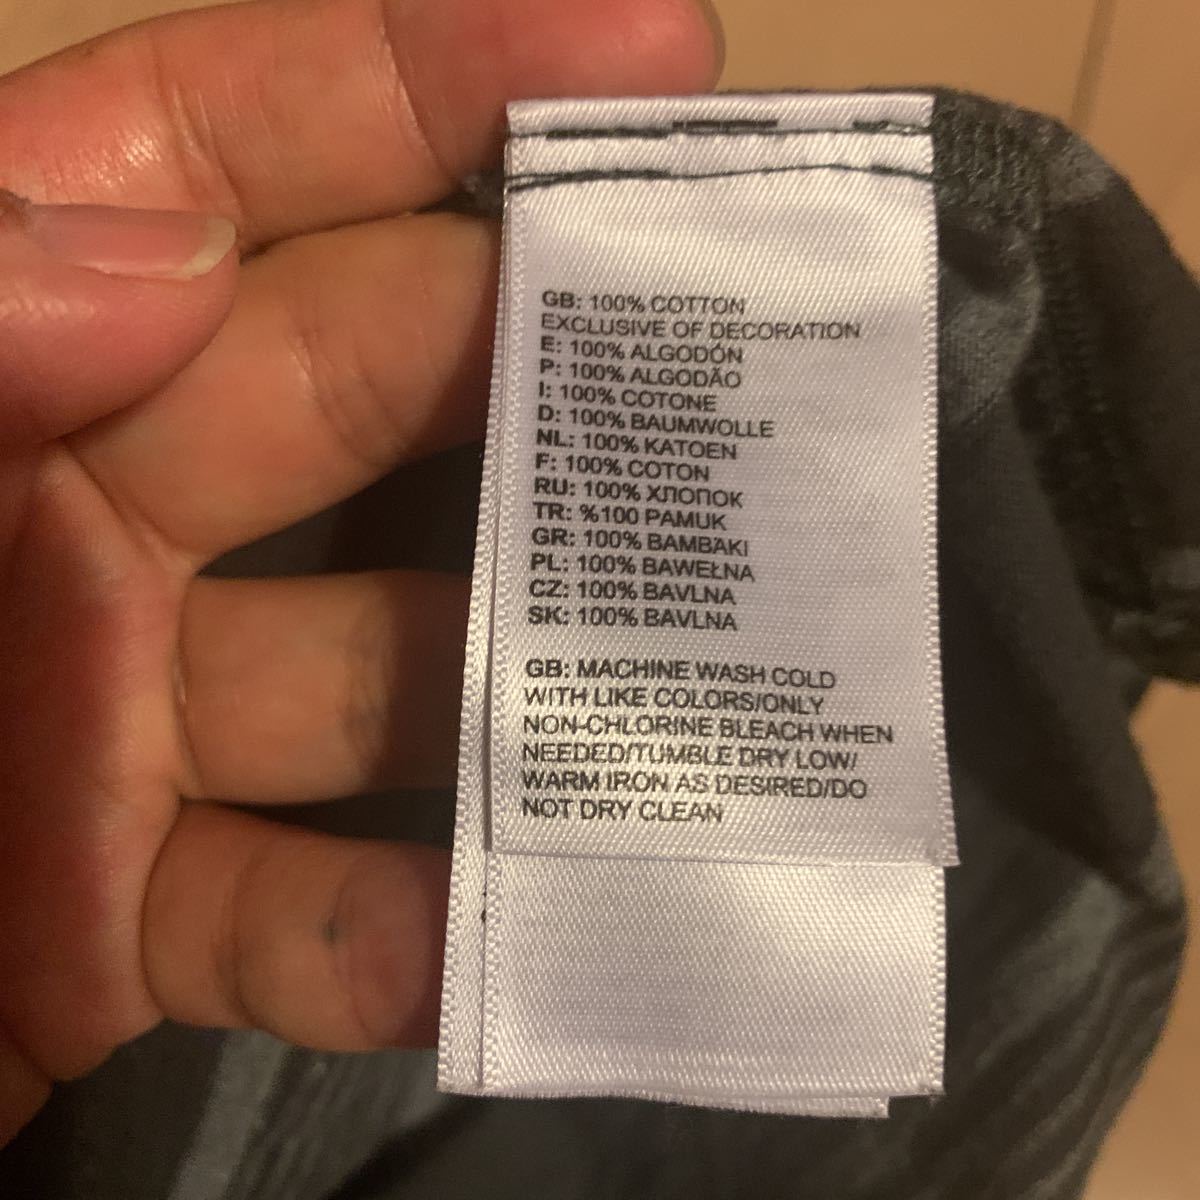 GB: 100% COTTON
EXCLUSIVE OF DECORATION
E: 100% ALGODÓN
P: 100% ALGODÃO
I: 100% COTONE
D: 100% BAUMWOLLE
NL: 100% KATOEN
F: 100% COTON
RU: 100% ХЛОПОК
TR: %100 PAMUK
GR: 100% BAMBAKI
PL: 100% BAWEŁNA
CZ: 100% BAVLNA
SK: 100% BAVLNA
GB: MACHINE WASH COLD
WITH LIKE COLORS/ONLY
NON-CHLORINE BLEACH WHEN
NEEDED/TUMBLE DRY LOW/
WARM IRON AS DESIRED/DO
NOT DRY CLEAN